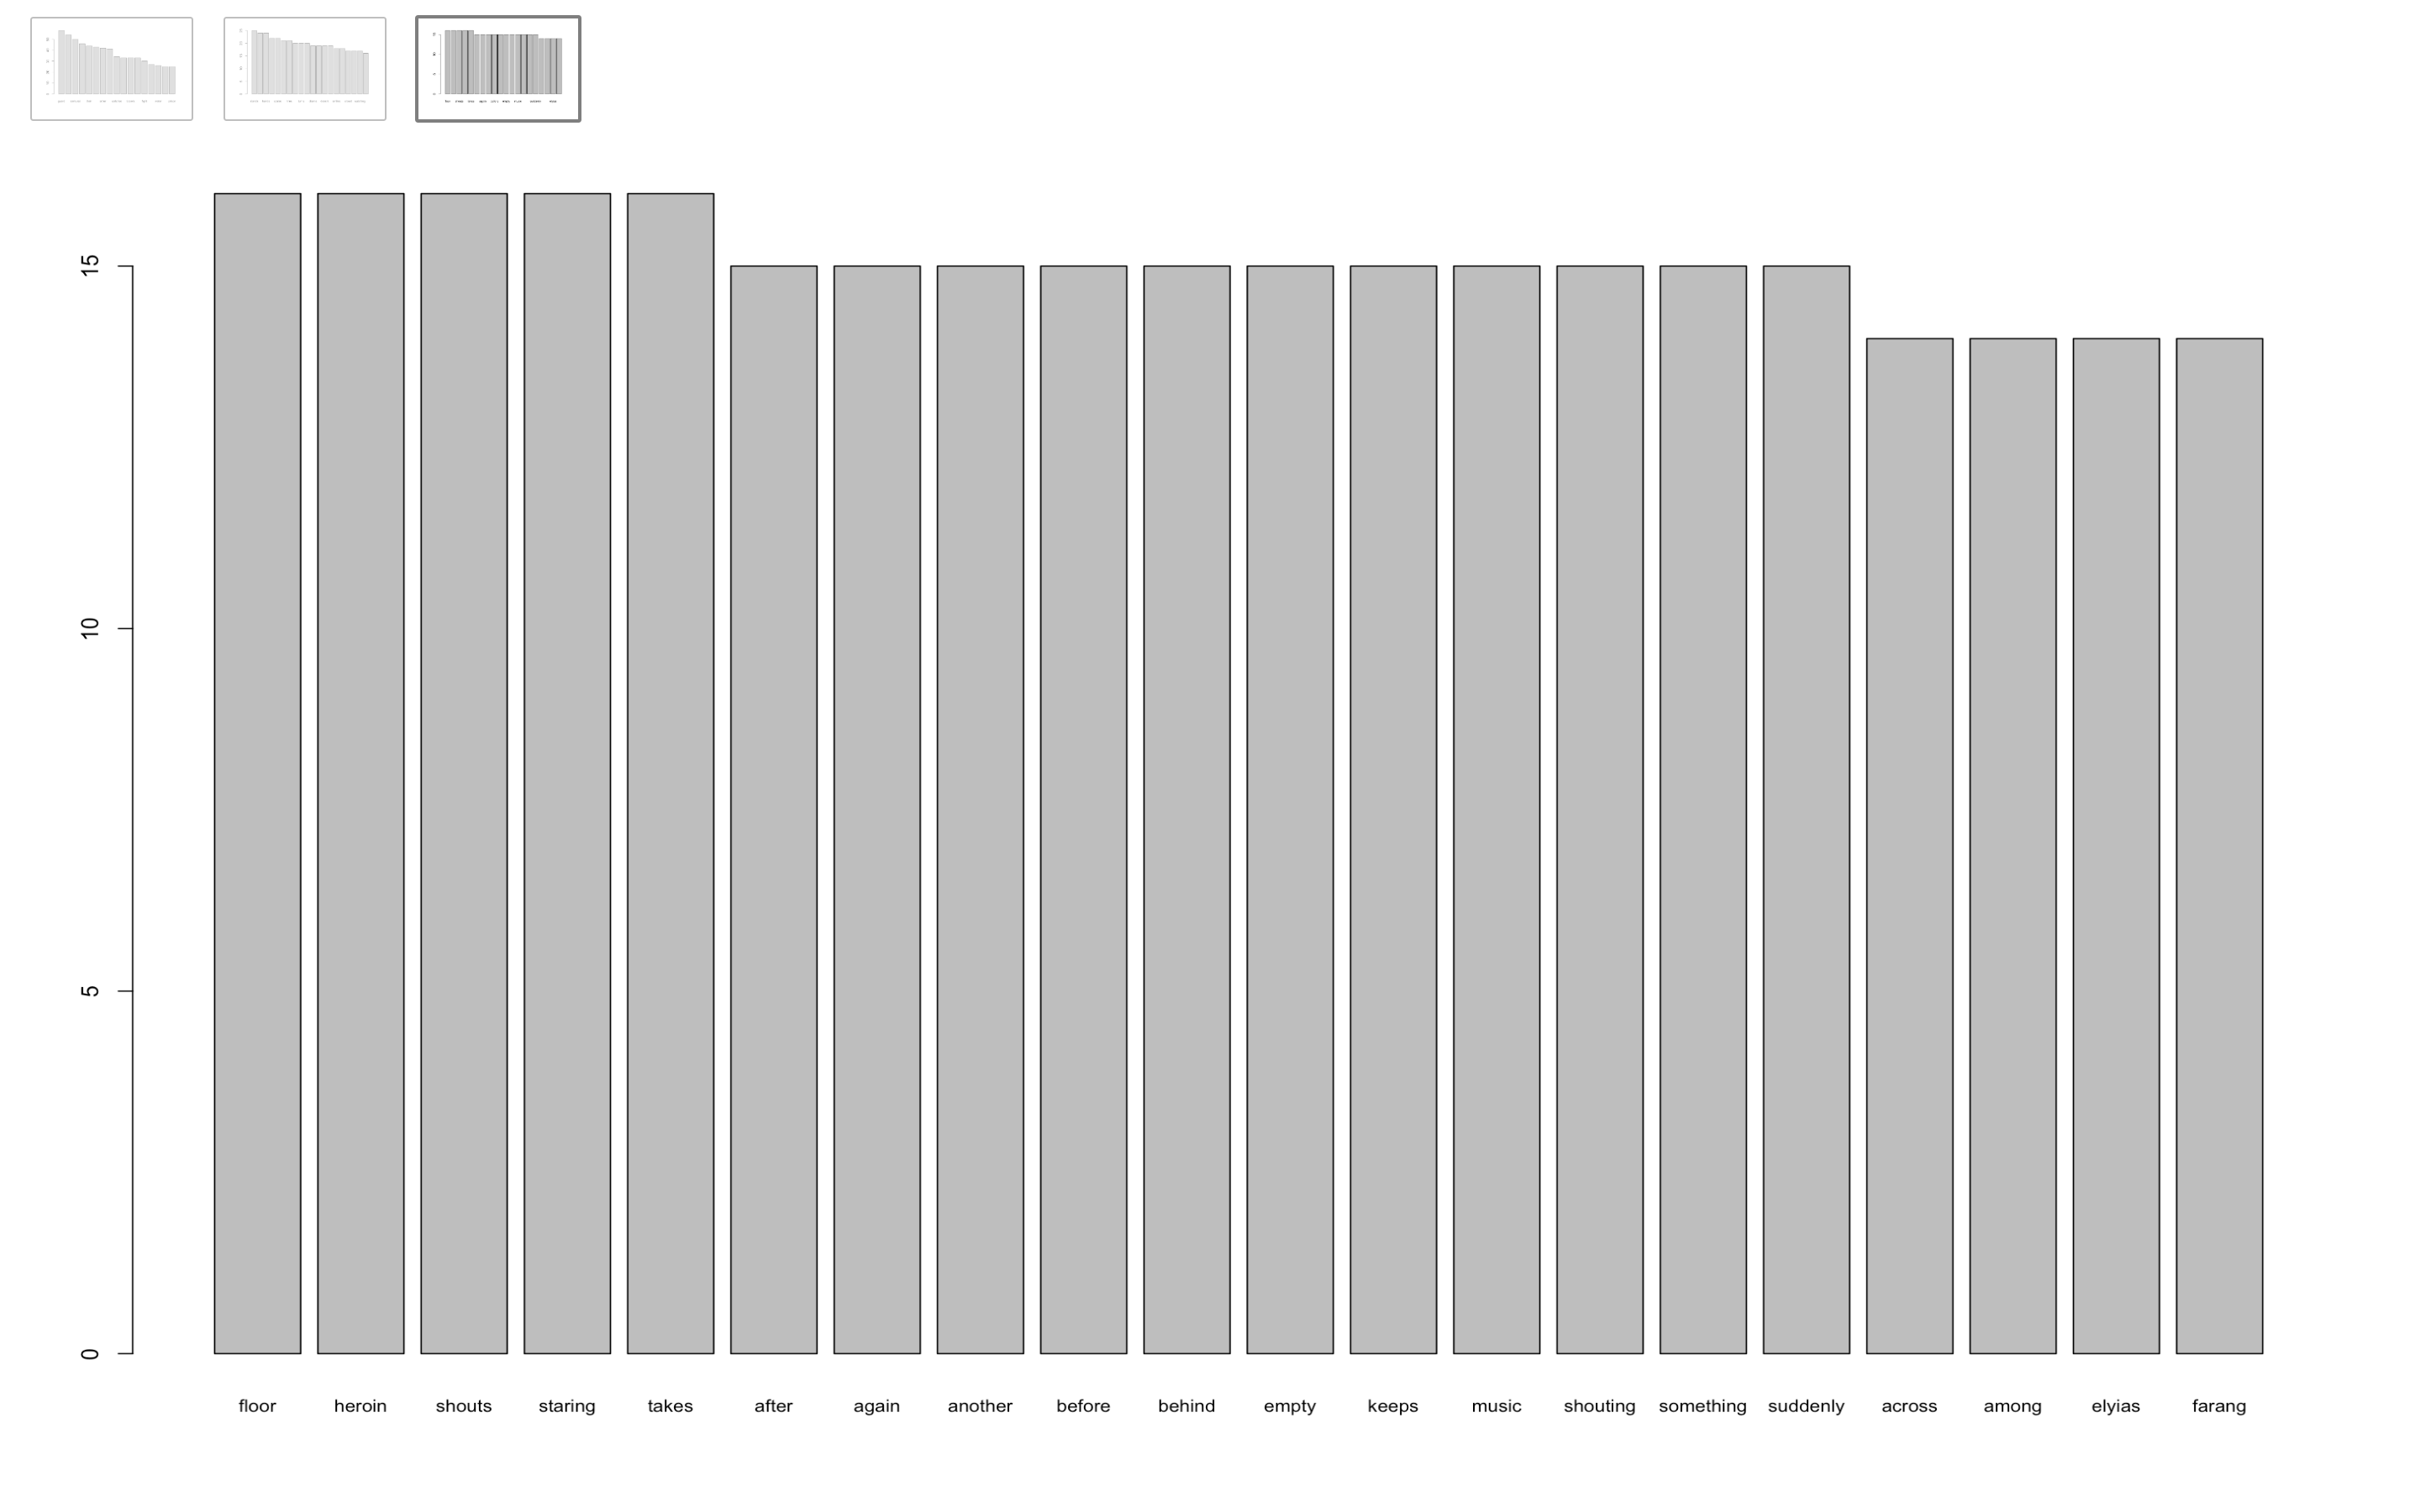 15
10
5
0
floor heroin shouts staring takes after again another before behind empty keeps music shouting something suddenly across among elyias farang